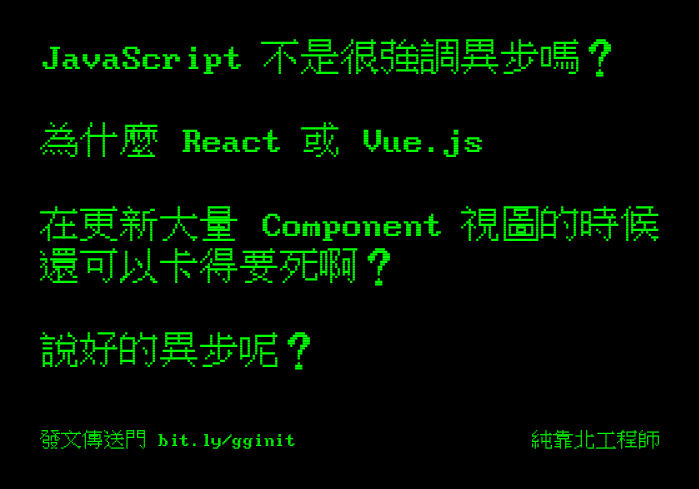 JavaScript 不是很強調異步嗎？
為什麼 React 或 Vue.js
在更新大量 Component 視圖的時候
還可以卡得要死啊？
說好的異步呢？
發文傳送門 bit.ly/gginit
純靠北工程師